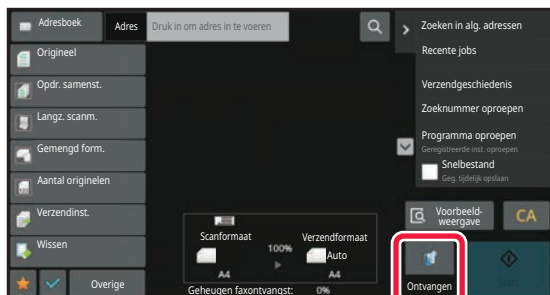 Adresboek
Adres
Druk in om adres in te voeren
Zoeken in alg. adressen
Origineel
Recente jobs
Opdr. samenst.
Verzendgeschiedenis
Langz. scanm.
Zoeknummer oproepen
Gemengd form.
Programma oproepen
Geregistreerde inst. oproepen
Snelbestand
Geg. tijdelijk opslaan
Aantal originelen
Verzendinst.
Voorbeeld-
weergave
CA
Scanformaat
100%
Verzendformaat
Auto
Wissen
A4
A4
Overige
Geheugen faxontvangst: 0%
Ontvangen
Start